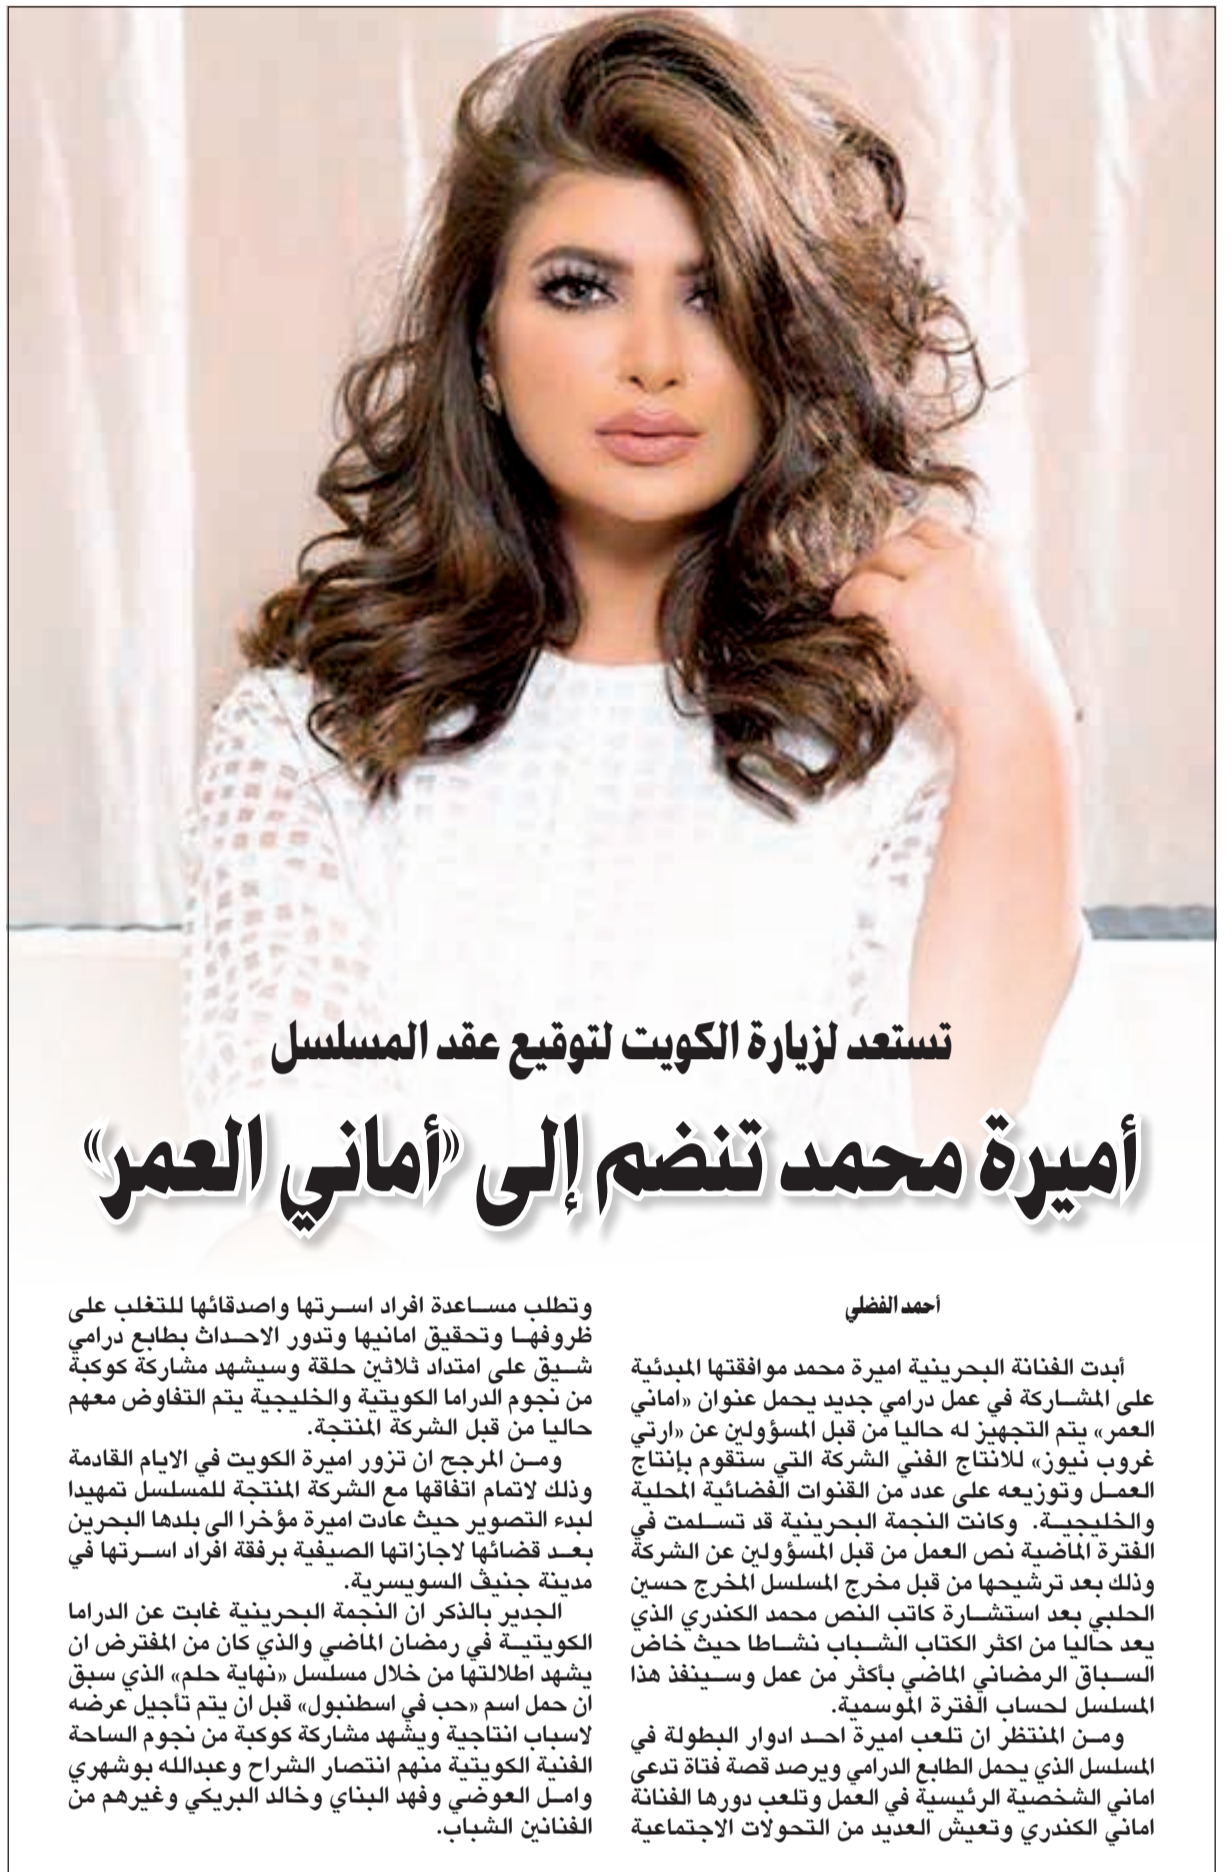 تستعد لزيارة الكويت لتوقيع عقد المسلسل
أميرة محمد تنضم إلى «أماني العمر»
أحمد الفضلي
أبدت الفنانة البحرينية اميرة محمد موافقتها المبدئية
على المشاركة في عمل درامي جديد يحمل عنوان «اماني
العمر» يتم التجهيز له حاليا من قبل المسؤولين عن «ارتي
غروب نيوز» للانتاج الفني الشركة التي ستقوم بإنتاج
العمل وتوزيعه على عدد من القنوات الفضائية المحلية
والخليجية. وكانت النجمة البحرينية قد تسلمت في
الفترة الماضية نص العمل من قبل المسؤولين عن الشركة
وذلك بعد ترشيحها من قبل مخرج المسلسل المخرج حسين
الحلبي بعد استشارة كاتب النص محمد الكندري الذي
يعد حاليا من اكثر الكتاب الشباب نشاطا حيث خاض
السباق الرمضاني الماضي بأكثر من عمل وسينفذ هذا
المسلسل لحساب الفترة الموسمية.
ومن المنتظر ان تلعب اميرة احد ادوار البطولة في
المسلسل الذي يحمل الطابع الدرامي ويرصد قصة فتاة تدعى
اماني الشخصية الرئيسية في العمل وتلعب دورها الفنانة
اماني الكندري وتعيش العديد من التحولات الاجتماعية
وتطلب مساعدة افراد اسرتها واصدقائها للتغلب على
ظروفها وتحقيق امانيها وتدور الاحداث بطابع درامي
شيق على امتداد ثلاثين حلقة وسيشهد مشاركة كوكبة
من نجوم الدراما الكويتية والخليجية يتم التفاوض معهم
حاليا من قبل الشركة المنتجة.
ومن المرجح ان تزور اميرة الكويت في الايام القادمة
وذلك لاتمام اتفاقها مع الشركة المنتجة للمسلسل تمهيدا
لبدء التصوير حيث عادت اميرة مؤخرا الى بلدها البحرين
بعد قضائها لاجازاتها الصيفية برفقة افراد اسرتها في
مدينة جنيف السويسرية.
الجدير بالذكر ان النجمة البحرينية غابت عن الدراما
الكويتية في رمضان الماضي والذي كان من المفترض ان
يشهد اطلالتها من خلال مسلسل «نهاية حلم» الذي سبق
ان حمل اسم «حب في اسطنبول» قبل ان يتم تأجيل عرضه
لاسباب انتاجية ويشهد مشاركة كوكبة من نجوم الساحة
الفنية الكويتية منهم انتصار الشراح وعبدالله بوشهري
وامل العوضي وفهد البناي وخالد البريكي وغيرهم من
الفنانين الشباب.